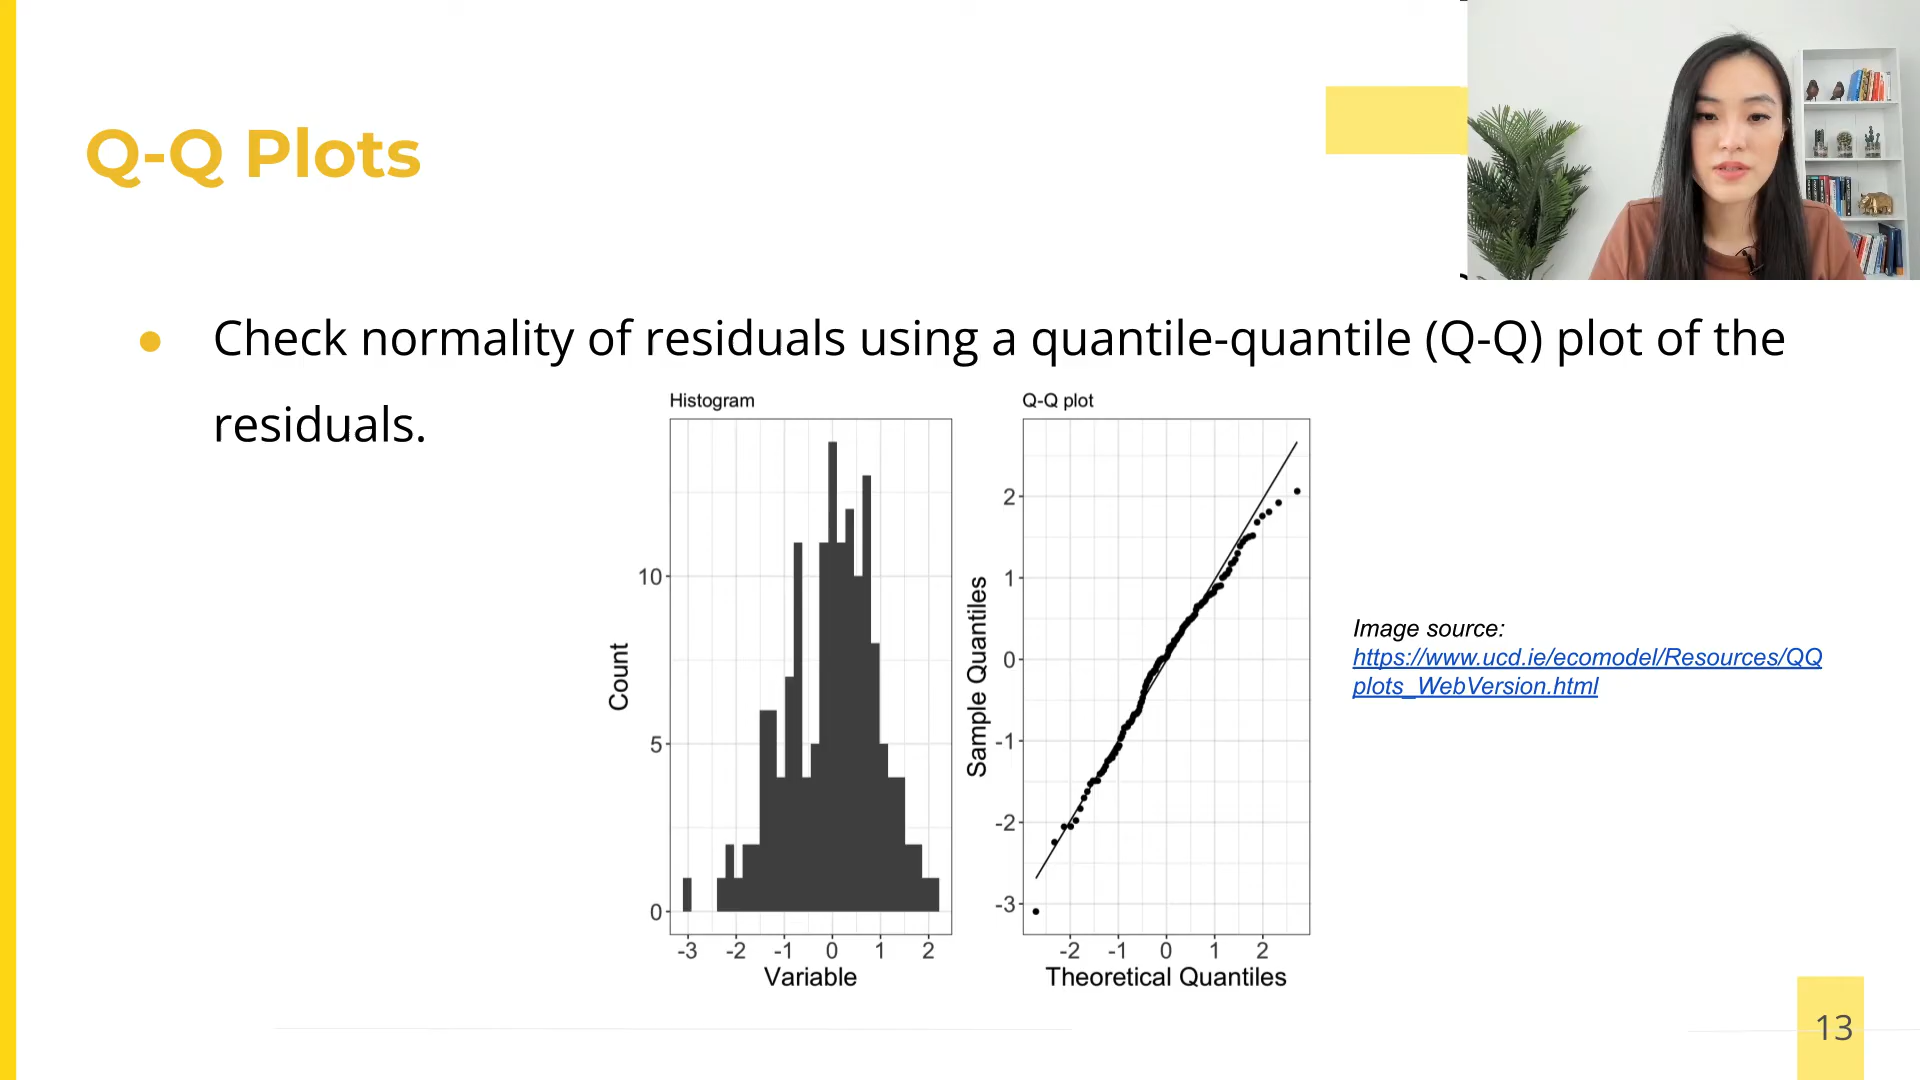 Q-Q Plots
● Check normality of residuals using a quantile-quantile (Q-Q) plot of the
residuals.
Histogram
10
5
0
Count
-3 -2 -1 0 1 2
Variable
Q-Q plot
2
1
0
-1
-2
-3
Sample Quantiles
-2 -1 0 1 2
Theoretical Quantiles
Image source:
https://www.ucd.ie/ecomodel/Resources/QQ
plots_WebVersion.html
13